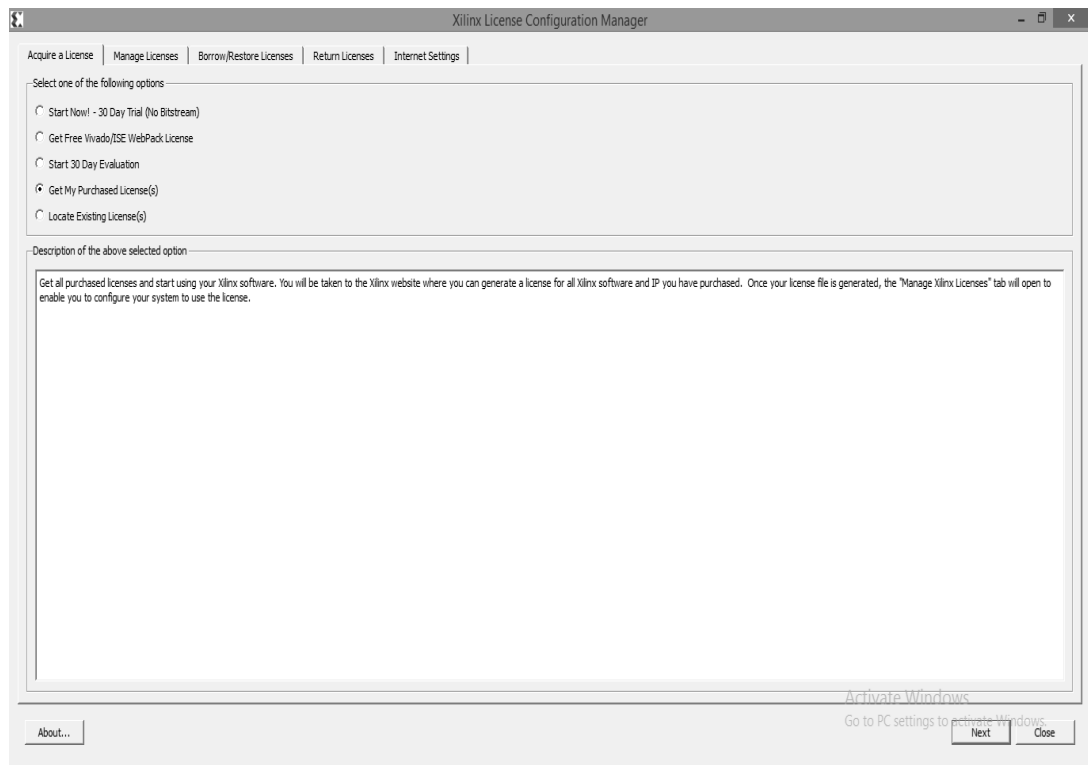 Xilinx License Configuration Manager
Acquire a License
Manage Licenses
Borrow/Restore Licenses
Return Licenses
Internet Settings
Select one of the following options
Start Now! - 30 Day Trial (No Bitstream)
Get Free Vivado/ISE WebPack License
Start 30 Day Evaluation
Get My Purchased License(s)
Locate Existing License(s)
Description of the above selected option
Get all purchased licenses and start using your Xilinx software. You will be taken to the Xilinx website where you can generate a license for all Xilinx software and IP you have purchased. Once your license file is generated, the "Manage Xilinx Licenses" tab will open to
enable you to configure your system to use the license.
Activate Windows
Go to PC settings to activate Windows.
About...
Next
Close